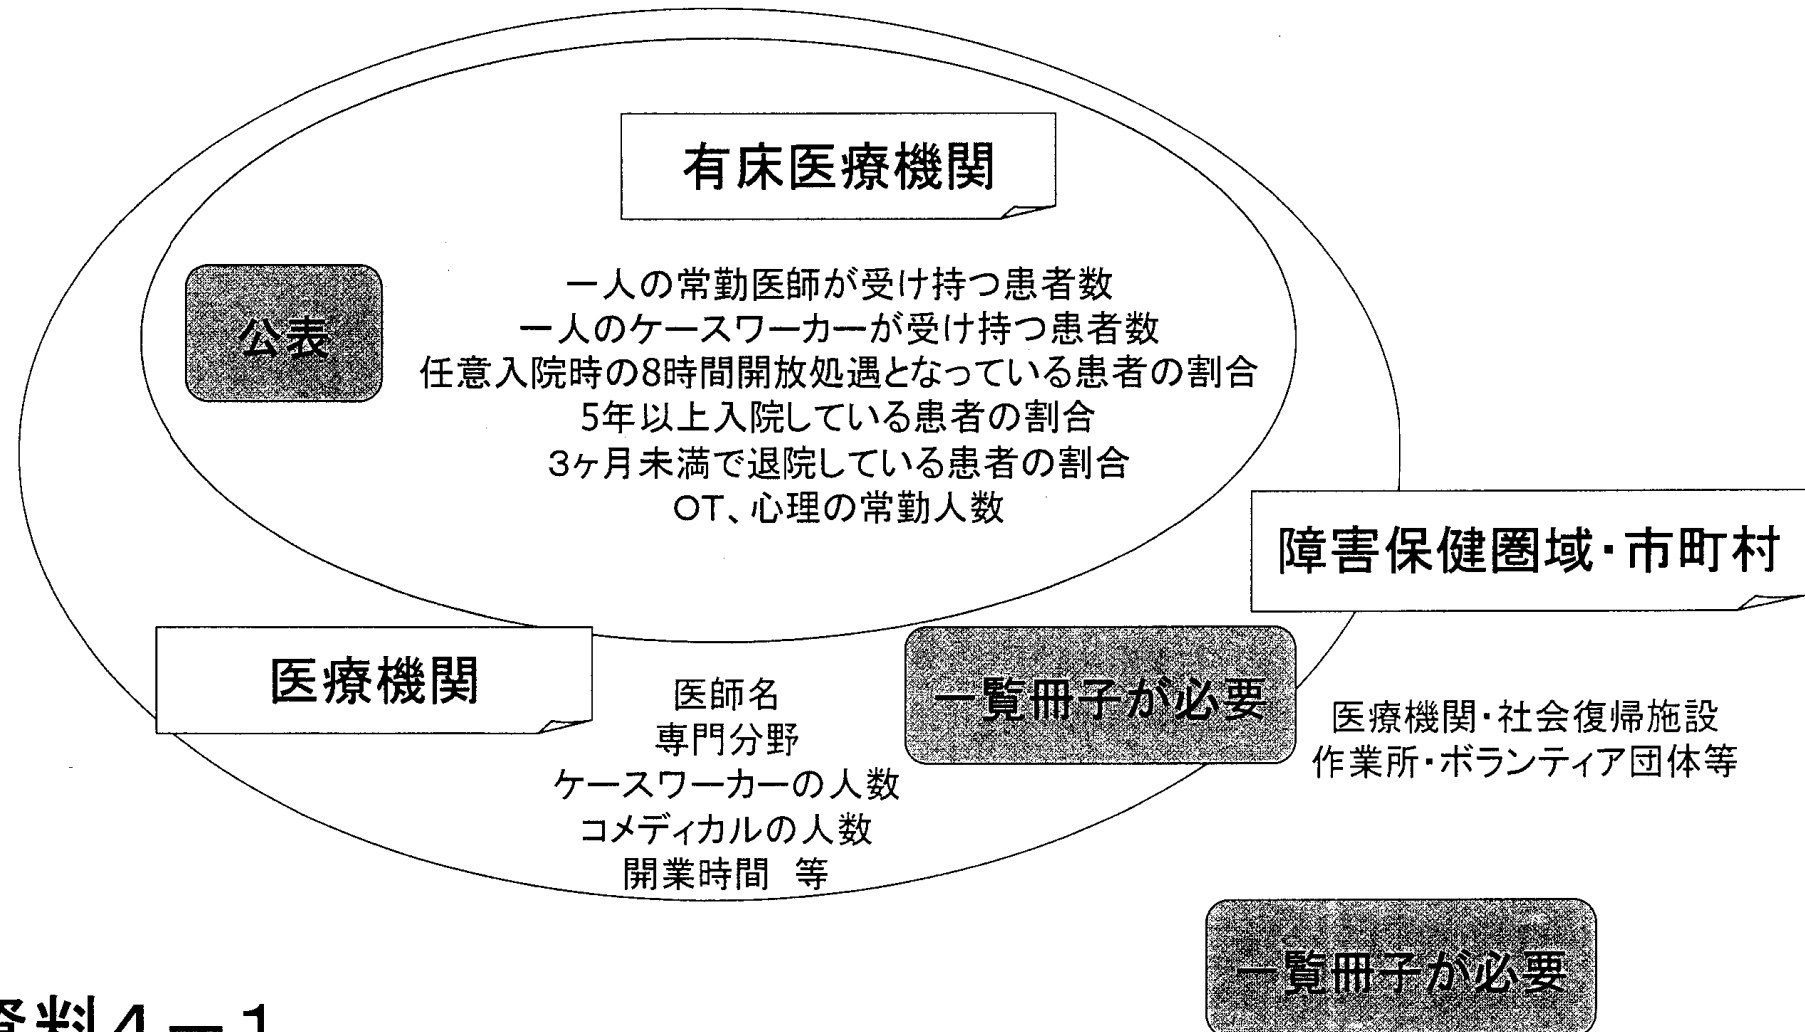 有床医療機関
公表
一人の常勤医師が受け持つ患者数
一人のケースワーカーが受け持つ患者数
任意入院時の8時間開放処遇となっている患者の割合
5年以上入院している患者の割合
3ヶ月未満で退院している患者の割合
OT、心理の常勤人数
障害保健圏域・市町村
医療機関
医師名
専門分野
ケースワーカーの人数
コメディカルの人数
開業時間 等
一覧冊子が必要
医療機関・社会復帰施設
作業所・ボランティア団体等
一覧冊子が必要
資料4－1